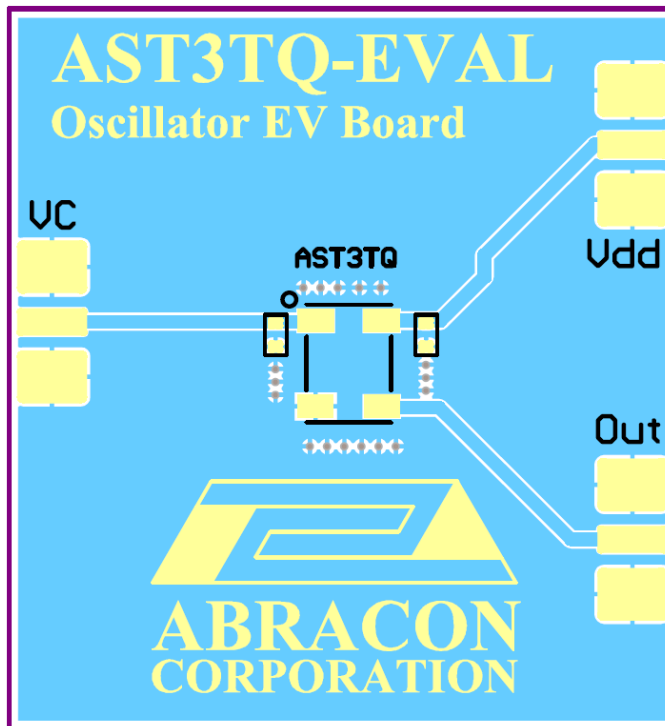 AST3TQ-EVAL
Oscillator EV Board
VC
AST3TQ
Vdd
Out
ABRACON
CORPORATION